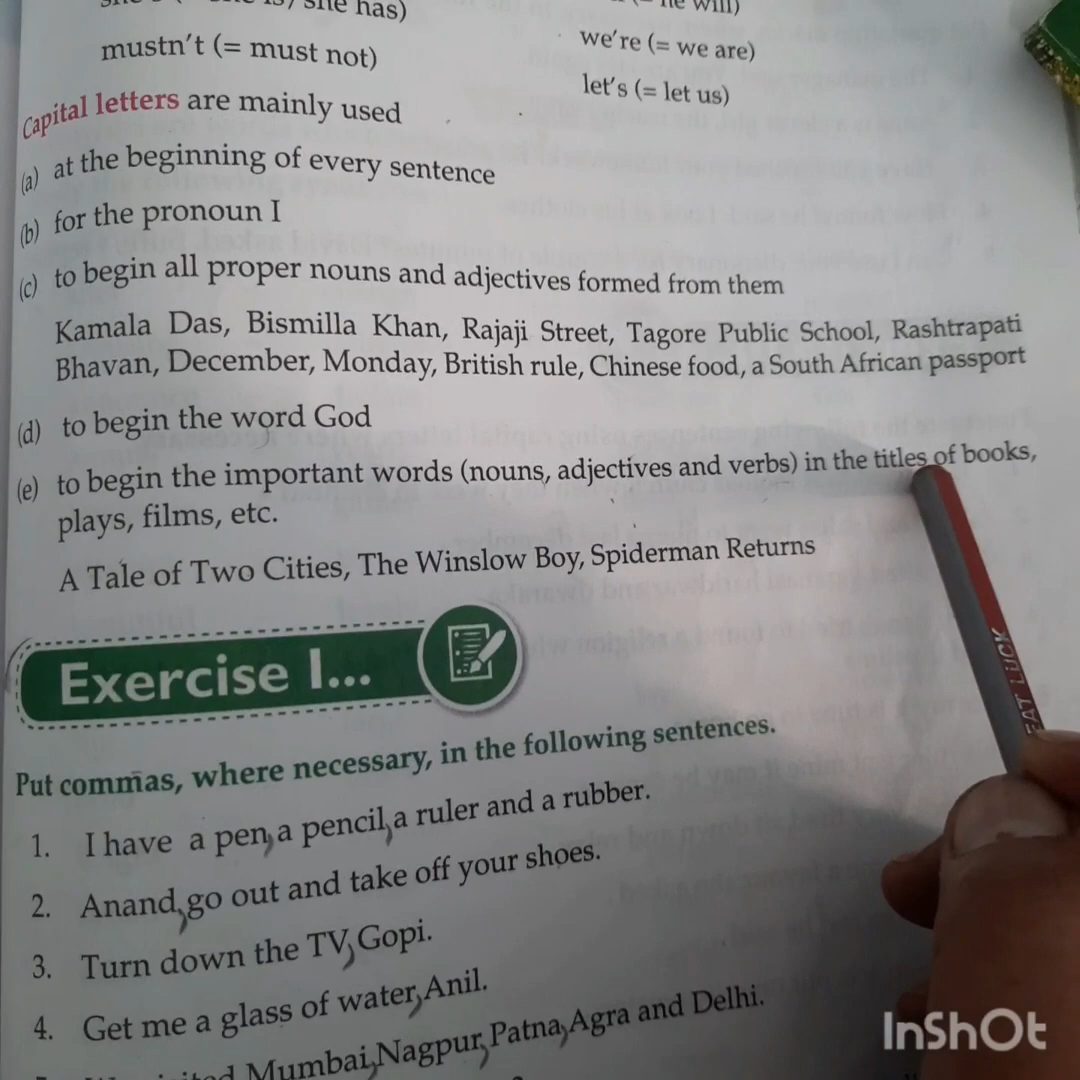 she has)
mustn't (= must not)
we're (= we are)
let's (= let us)
Capital letters are mainly used
(a) at the beginning of every sentence
(b) for the pronoun I
(c) to begin all proper nouns and adjectives formed from them
Kamala Das, Bismilla Khan, Rajaji Street, Tagore Public School, Rashtrapati
Bhavan, December, Monday, British rule, Chinese food, a South African passport
(d) to begin the word God
(e) to begin the important words (nouns, adjectives and verbs) in the titles of books,
plays, films, etc.
A Tale of Two Cities, The Winslow Boy, Spiderman Returns
Exercise I...
Put commas, where necessary, in the following sentences.
1. I have a pen, a pencil, a ruler and a rubber.
2. Anand, go out and take off your shoes.
3. Turn down the TV, Gopi.
4. Get me a glass of water, Anil.
Mumbai, Nagpur, Patna, Agra and Delhi.
LUCK
InShOt